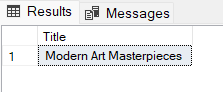 Results Messages
Title
1 Modern Art Masterpieces